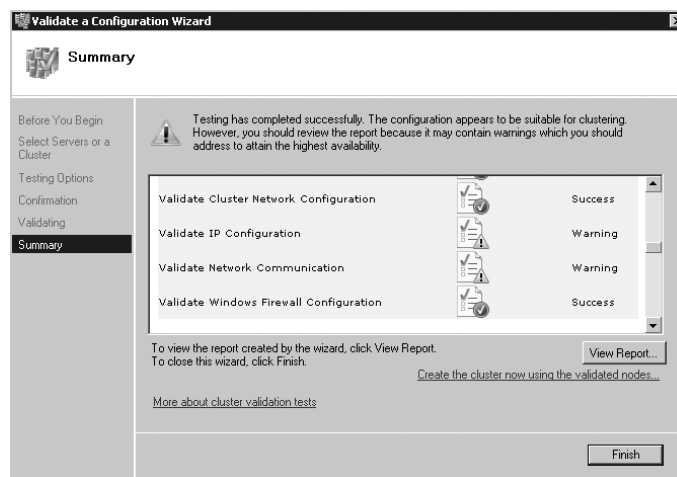 Validate a Configuration Wizard
Summary
Before You Begin
Select Servers or a
Cluster
Testing Options
Confirmation
Validating
Summary
Testing has completed successfully. The configuration appears to be suitable for clustering.
However, you should review the report because it may contain warnings which you should
address to attain the highest availability.
Validate Cluster Network Configuration Success
Validate IP Configuration Warning
Validate Network Communication Warning
Validate Windows Firewall Configuration Success
To view the report created by the wizard, click View Report.
To close this wizard, click Finish.
View Report...
Create the cluster now using the validated nodes...
More about cluster validation tests
Finish